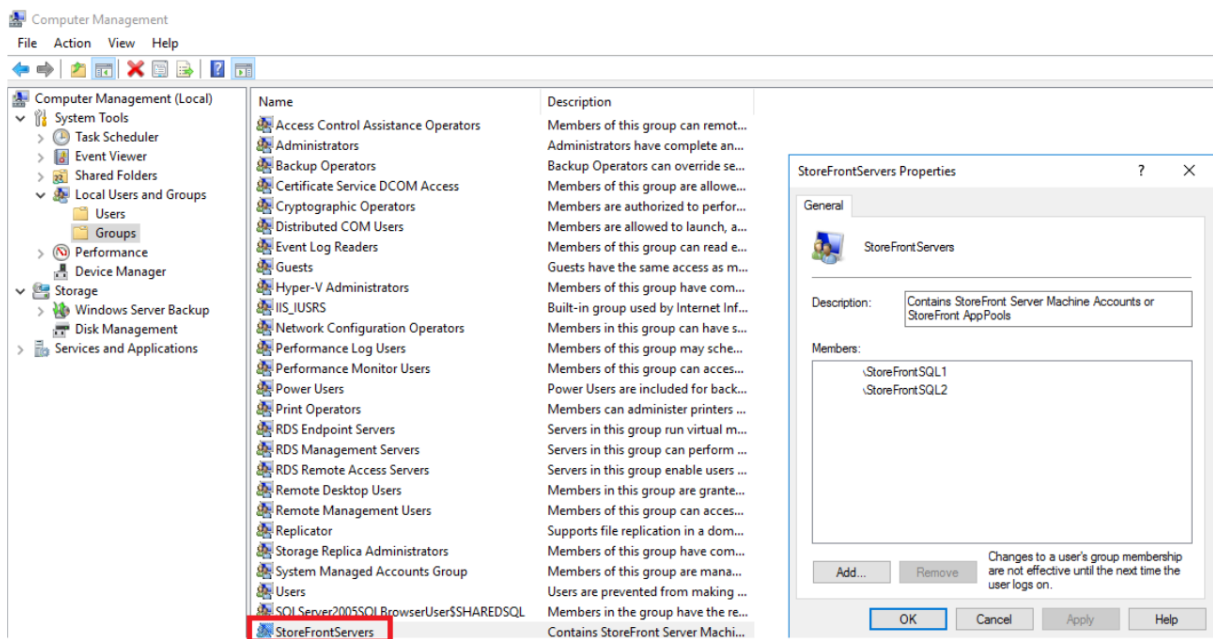 Computer Management
File Action View Help
Computer Management (Local)
System Tools
Task Scheduler
Event Viewer
Shared Folders
Local Users and Groups
Users
Groups
Performance
Device Manager
Storage
Windows Server Backup
Disk Management
Services and Applications
Name Description
Access Control Assistance Operators Members of this group can remot...
Administrators Administrators have complete an...
Backup Operators Backup Operators can override se...
Certificate Service DCOM Access Members of this group are allowe...
Cryptographic Operators Members are authorized to perfor...
Distributed COM Users Members are allowed to launch, a...
Event Log Readers Members of this group can read e...
Guests Guests have the same access as m...
Hyper-V Administrators Members of this group have com...
IIS_IUSRS Built-in group used by Internet Inf...
Network Configuration Operators Members in this group can have s...
Performance Log Users Members of this group may sche...
Performance Monitor Users Members of this group can acces...
Power Users Power Users are included for back...
Print Operators Members can administer printers ...
RDS Endpoint Servers Servers in this group run virtual m...
RDS Management Servers Servers in this group can perform ...
RDS Remote Access Servers Servers in this group enable users ...
Remote Desktop Users Members in this group are grante...
Remote Management Users Members of this group can acces...
Replicator Supports file replication in a dom...
Storage Replica Administrators Members of this group have com...
System Managed Accounts Group Members of this group are mana...
Users Users are prevented from making ...
SQLServer2005SQLBrowserUser$SHAREDSQL Members in the group have the re...
StoreFrontServers Contains StoreFront Server Machi...
StoreFrontServers Properties ?
General
StoreFrontServers
Description: Contains StoreFront Server Machine Accounts or
StoreFront AppPools
Members:
\StoreFrontSQL1
\StoreFrontSQL2
Changes to a user's group membership
are not effective until the next time the
user logs on.
Add... Remove
OK Cancel Apply Help